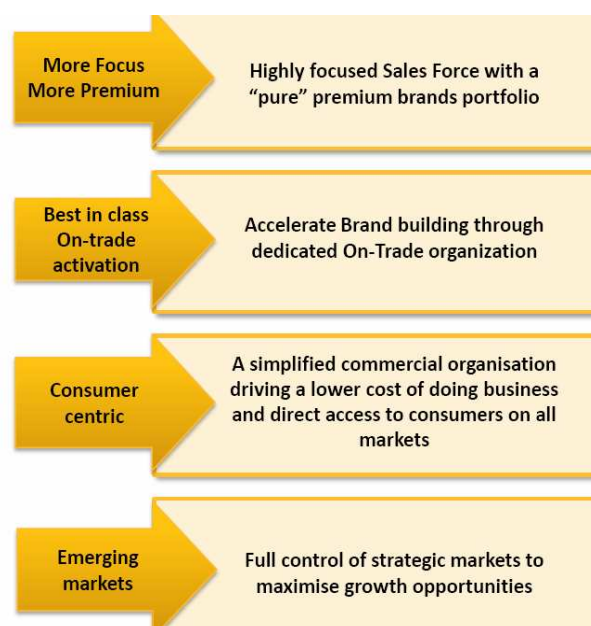 More Focus
More Premium
Highly focused Sales Force with a
“pure” premium brands portfolio
Best in class
On-trade
activation
Accelerate Brand building through
dedicated On-Trade organization
Consumer
centric
A simplified commercial organisation
driving a lower cost of doing business
and direct access to consumers on all
markets
Emerging
markets
Full control of strategic markets to
maximise growth opportunities